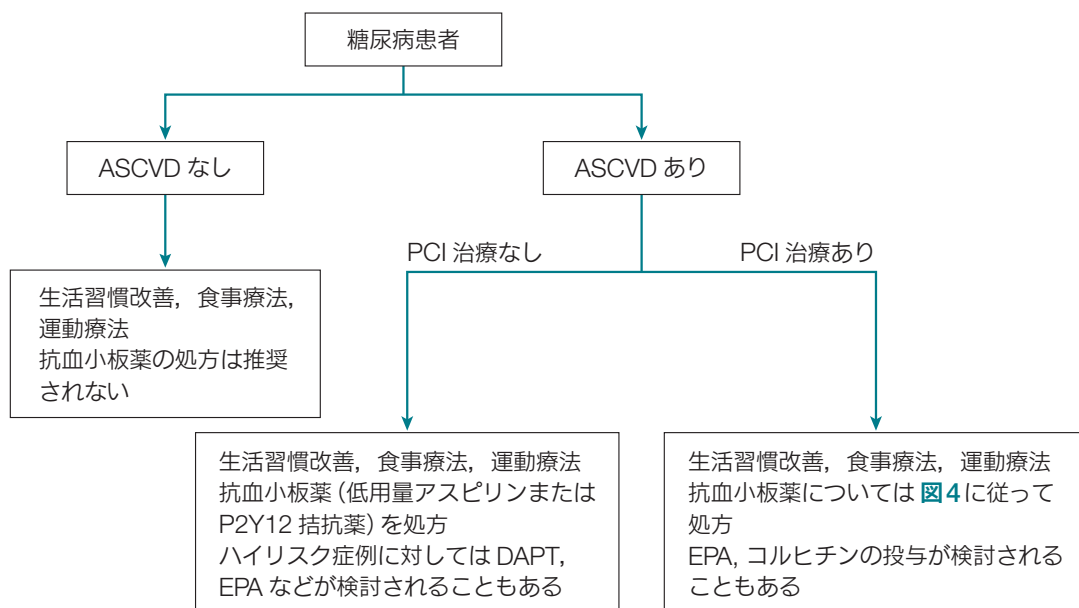 糖尿病患者
ASCVD なし
ASCVD あり
PCI 治療なし
PCI 治療あり
生活習慣改善，食事療法，
運動療法
抗血小板薬の処方は推奨
されない
生活習慣改善，食事療法，運動療法
抗血小板薬（低用量アスピリンまたは
P2Y12 拮抗薬）を処方
ハイリスク症例に対しては DAPT，
EPA などが検討されることもある
生活習慣改善，食事療法，運動療法
抗血小板薬については 図4 に従って
処方
EPA, コルヒチンの投与が検討される
こともある